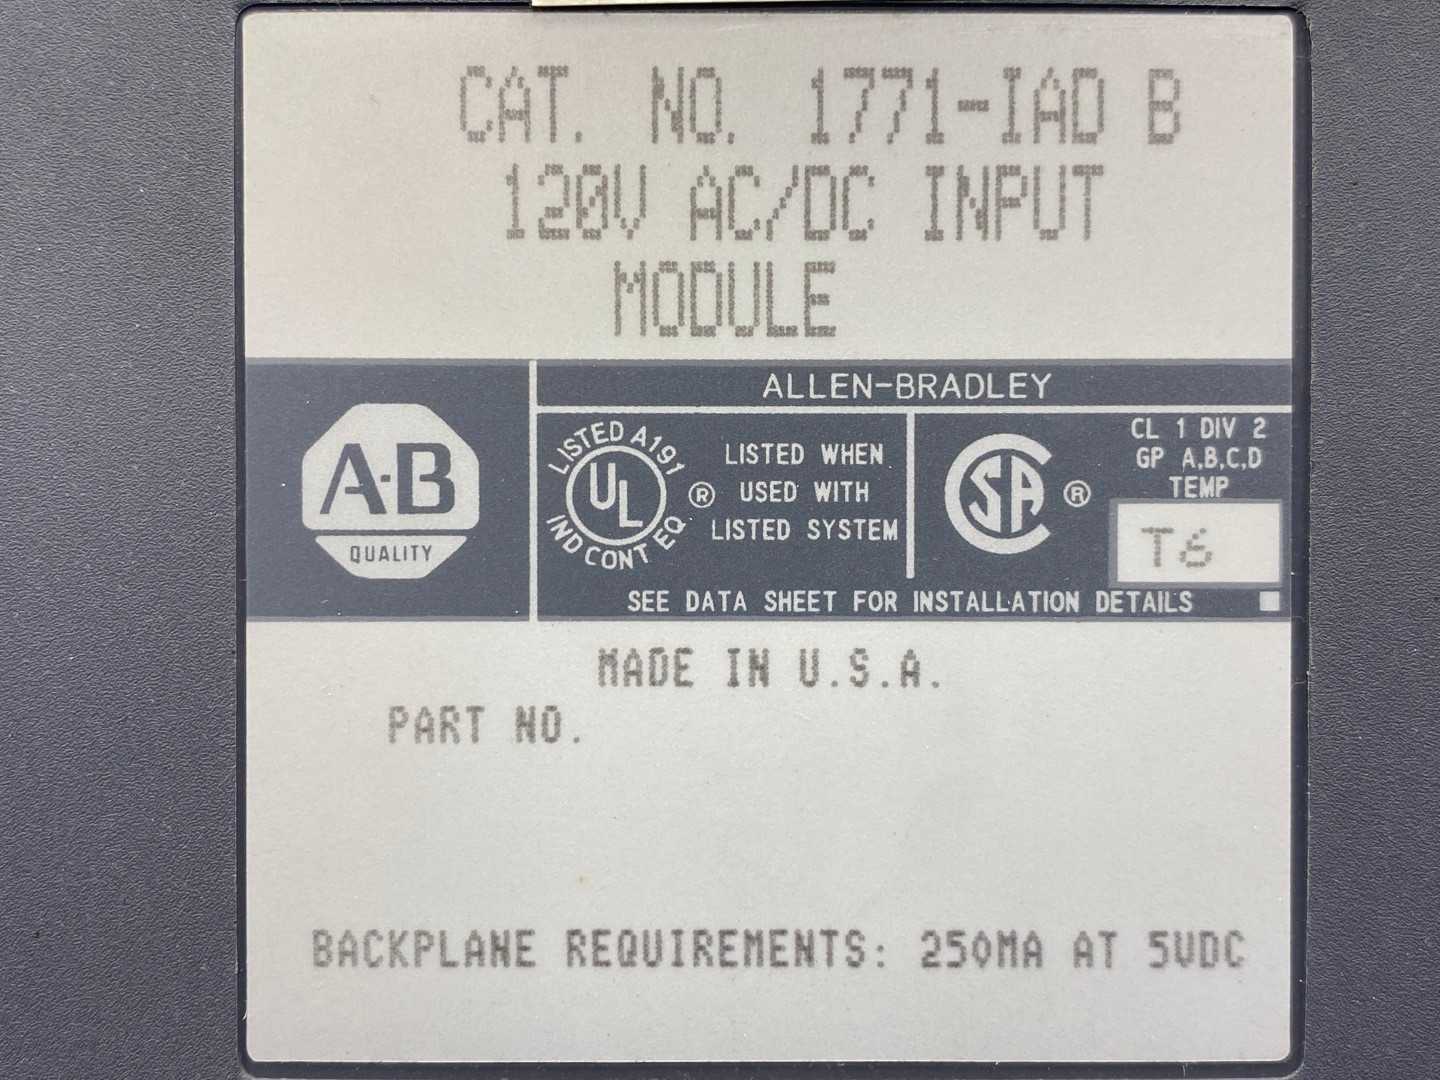 CAT. NO. 1771-IAD B
120V AC/DC INPUT
MODULE
ALLEN-BRADLEY
A-B
QUALITY
LISTED A191
UL
IND CONT EQ
®
LISTED WHEN
USED WITH
LISTED SYSTEM
CSA
®
CL 1 DIV 2
GP A,B,C,D
TEMP
T6
SEE DATA SHEET FOR INSTALLATION DETAILS
MADE IN U.S.A.
PART NO.
BACKPLANE REQUIREMENTS: 250MA AT 5VDC